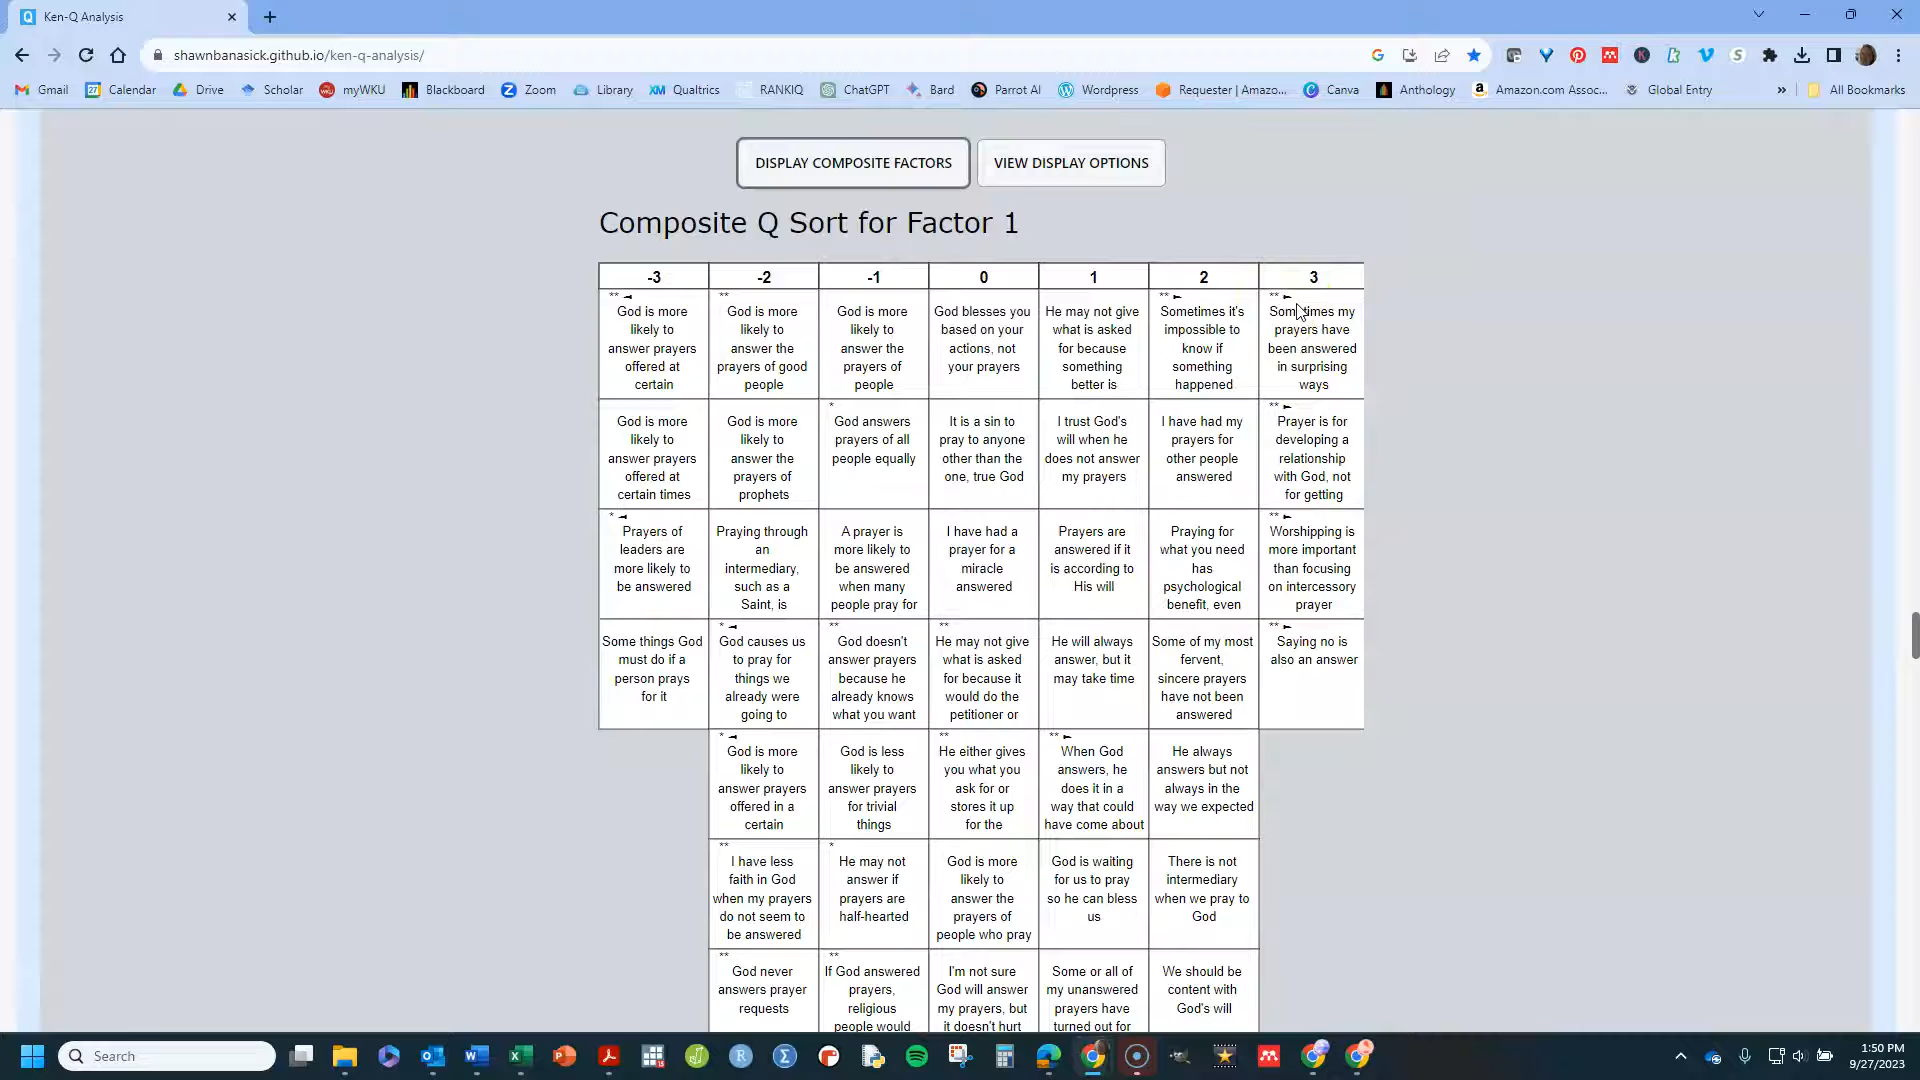 Ken-Q Analysis
shawnbanasick.github.io/ken-q-analysis/
Gmail Calendar Drive Scholar myWKU Blackboard Zoom Library Qualtrics RANKIQ ChatGPT Bard Parrot AI Wordpress Requester | Amazo... Canva Anthology Amazon.com Assoc... Global Entry » All Bookmarks
DISPLAY COMPOSITE FACTORS VIEW DISPLAY OPTIONS
Composite Q Sort for Factor 1
-3 -2 -1 0 1 2 3
** ◄
God is more
likely to
answer prayers
offered at
certain
**
God is more
likely to
answer the
prayers of good
people
God is more
likely to
answer the
prayers of
people
God blesses you
based on your
actions, not
your prayers
He may not give
what is asked
for because
something
better is
** ►
Sometimes it's
impossible to
know if
something
happened
** ►
Sometimes my
prayers have
been answered
in surprising
ways
God is more
likely to
answer prayers
offered at
certain times
God is more
likely to
answer the
prayers of
prophets
*
God answers
prayers of all
people equally
It is a sin to
pray to anyone
other than the
one, true God
I trust God's
will when he
does not answer
my prayers
I have had my
prayers for
other people
answered
** ►
Prayer is for
developing a
relationship
with God, not
for getting
* ◄
Prayers of
leaders are
more likely to
be answered
Praying through
an
intermediary,
such as a
Saint, is
A prayer is
more likely to
be answered
when many
people pray for
I have had a
prayer for a
miracle
answered
Prayers are
answered if it
is according to
His will
Praying for
what you need
has
psychological
benefit, even
** ►
Worshipping is
more important
than focusing
on intercessory
prayer
Some things God
must do if a
person prays
for it
* ◄
God causes us
to pray for
things we
already were
going to
**
God doesn't
answer prayers
because he
already knows
what you want
**
He may not give
what is asked
for because it
would do the
petitioner or
He will always
answer, but it
may take time
Some of my most
fervent,
sincere prayers
have not been
answered
** ►
Saying no is
also an answer
* ◄
God is more
likely to
answer prayers
offered in a
certain
God is less
likely to
answer prayers
for trivial
things
**
He either gives
you what you
ask for or
stores it up
for the
** ►
When God
answers, he
does it in a
way that could
have come about
He always
answers but not
always in the
way we expected
**
I have less
faith in God
when my prayers
do not seem to
be answered
*
He may not
answer if
prayers are
half-hearted
God is more
likely to
answer the
prayers of
people who pray
God is waiting
for us to pray
so he can bless
us
There is not
intermediary
when we pray to
God
**
God never
answers prayer
requests
**
If God answered
prayers,
religious
people would
I'm not sure
God will answer
my prayers, but
it doesn't hurt
Some or all of
my unanswered
prayers have
turned out for
We should be
content with
God's will
Search
1:50 PM
9/27/2023